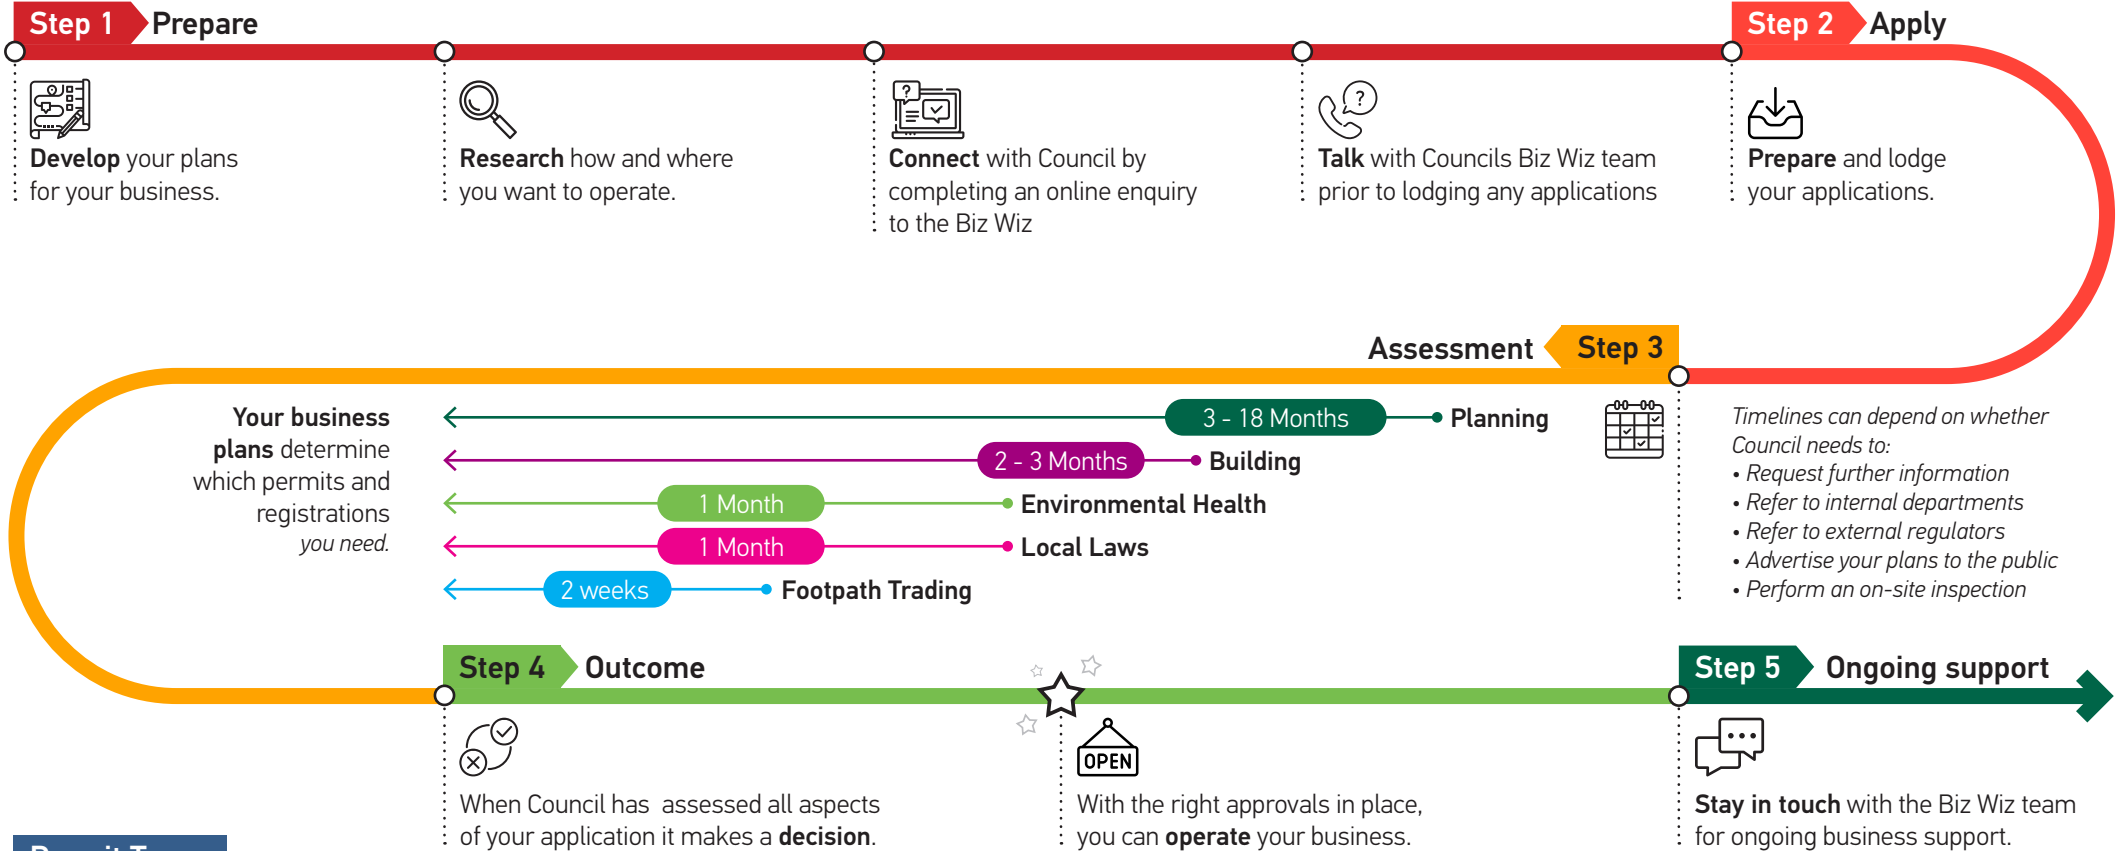 Step 1 Prepare
Step 2 Apply
Develop your plans
for your business.
Research how and where
you want to operate.
?
Connect with Council by
completing an online enquiry
to the Biz Wiz
?
Talk with Councils Biz Wiz team
prior to lodging any applications
Prepare and lodge
your applications.
Assessment Step 3
Your business
plans determine
which permits and
registrations
you need.
3 - 18 Months Planning
2 - 3 Months Building
1 Month Environmental Health
1 Month Local Laws
2 weeks Footpath Trading
Timelines can depend on whether
Council needs to:
• Request further information
• Refer to internal departments
• Refer to external regulators
• Advertise your plans to the public
• Perform an on-site inspection
Step 4 Outcome
Step 5 Ongoing support
When Council has assessed all aspects
of your application it makes a decision.
OPEN
With the right approvals in place,
you can operate your business.
Stay in touch with the Biz Wiz team
for ongoing business support.